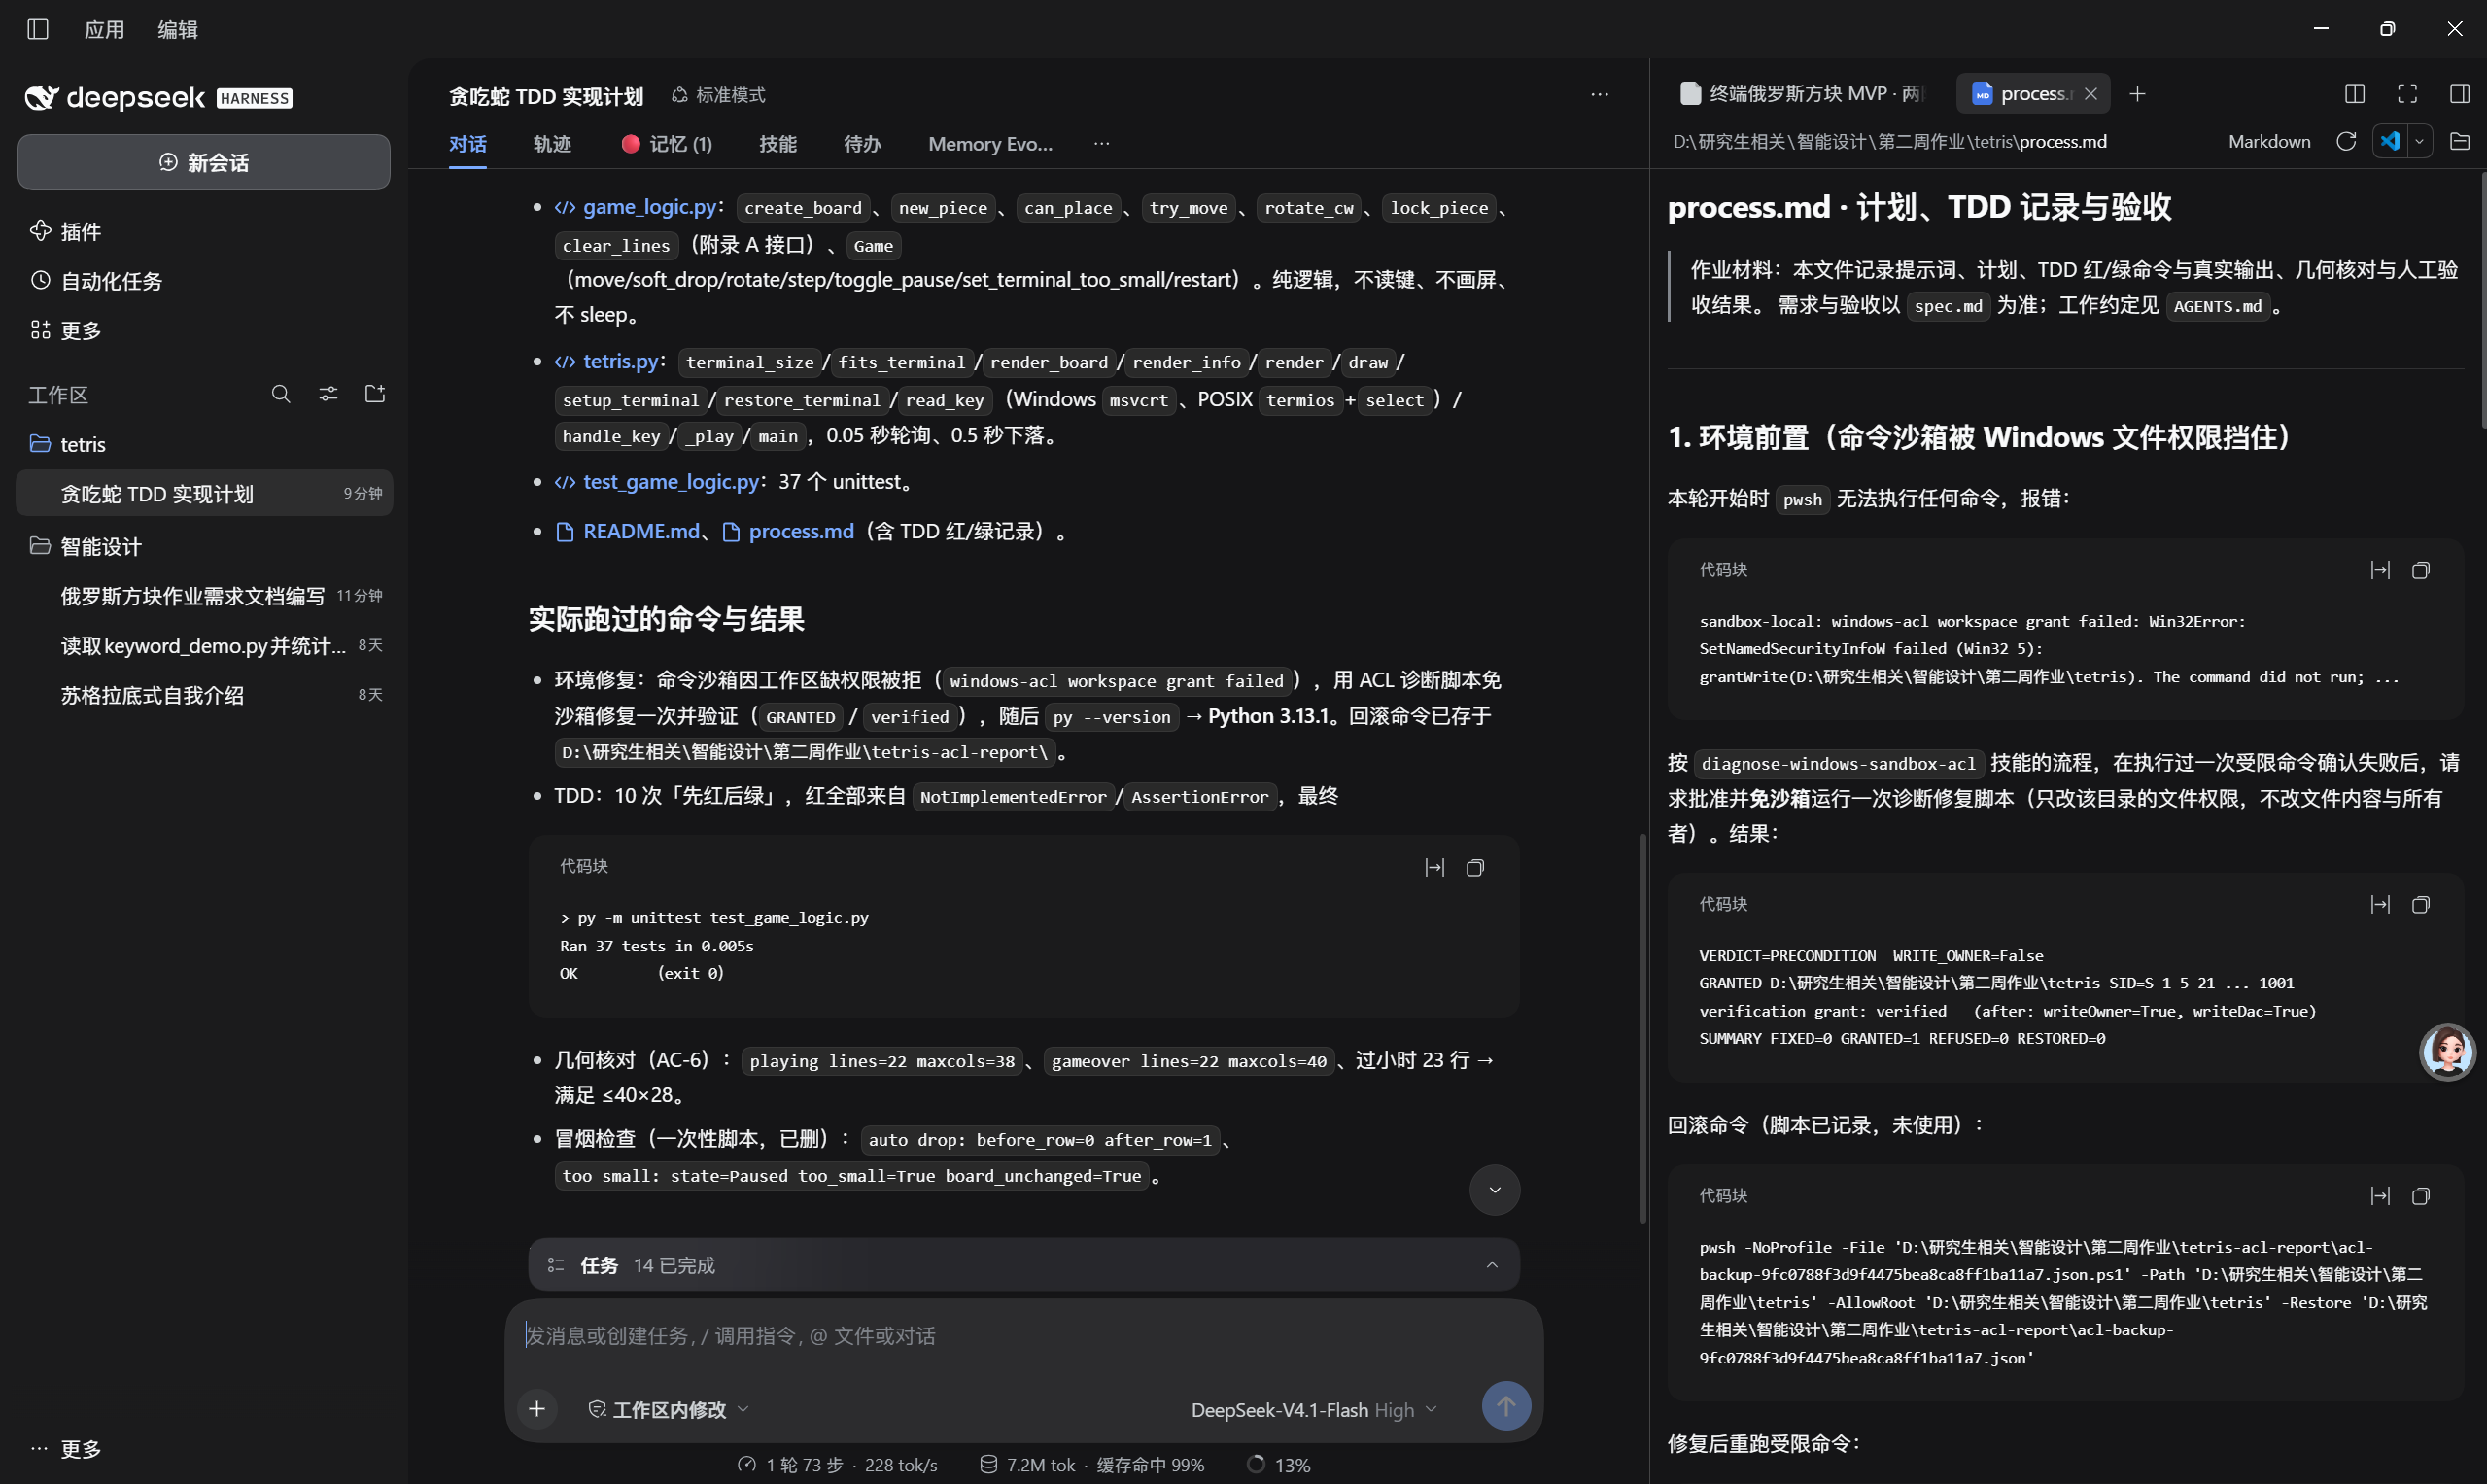 应用 编辑
deepseek HARNESS
新会话
插件
自动化任务
更多
工作区
tetris
贪吃蛇 TDD 实现计划 9分钟
智能设计
俄罗斯方块作业需求文档编写 11分钟
读取keyword_demo.py并统计... 8天
苏格拉底式自我介绍 8天
··· 更多
贪吃蛇 TDD 实现计划 标准模式 ···
对话 轨迹 记忆 (1) 技能 待办 Memory Evo... ···
• </> game_logic.py： create_board 、 new_piece 、 can_place 、 try_move 、 rotate_cw 、 lock_piece 、
clear_lines （附录 A 接口）、 Game
（move/soft_drop/rotate/step/toggle_pause/set_terminal_too_small/restart）。纯逻辑，不读键、不画屏、
不 sleep。
• </> tetris.py： terminal_size / fits_terminal / render_board / render_info / render / draw /
setup_terminal / restore_terminal / read_key （Windows msvcrt 、POSIX termios + select ）/
handle_key / _play / main ，0.05 秒轮询、0.5 秒下落。
• </> test_game_logic.py：37 个 unittest。
• README.md、 process.md（含 TDD 红/绿记录）。
实际跑过的命令与结果
• 环境修复：命令沙箱因工作区缺权限被拒（ windows-acl workspace grant failed ），用 ACL 诊断脚本免
沙箱修复一次并验证（ GRANTED / verified ），随后 py --version → Python 3.13.1。回滚命令已存于
D:\研究生相关\智能设计\第二周作业\tetris-acl-report\ 。
• TDD：10 次「先红后绿」，红全部来自 NotImplementedError / AssertionError ，最终
代码块
> py -m unittest test_game_logic.py
Ran 37 tests in 0.005s
OK (exit 0)
• 几何核对（AC-6）： playing lines=22 maxcols=38 、 gameover lines=22 maxcols=40 、过小时 23 行 →
满足 ≤40×28。
• 冒烟检查（一次性脚本，已删）： auto drop: before_row=0 after_row=1 、
too small: state=Paused too_small=True board_unchanged=True 。
任务 14 已完成
发消息或创建任务, / 调用指令, @ 文件或对话
工作区内修改 DeepSeek-V4.1-Flash High
1 轮 73 步 · 228 tok/s 7.2M tok · 缓存命中 99% 13%
终端俄罗斯方块 MVP · 两 process.
D:\研究生相关\智能设计\第二周作业\tetris\process.md Markdown
process.md · 计划、TDD 记录与验收
作业材料：本文件记录提示词、计划、TDD 红/绿命令与真实输出、几何核对与人工验
收结果。 需求与验收以 spec.md 为准；工作约定见 AGENTS.md 。
1. 环境前置（命令沙箱被 Windows 文件权限挡住）
本轮开始时 pwsh 无法执行任何命令，报错：
代码块
sandbox-local: windows-acl workspace grant failed: Win32Error:
SetNamedSecurityInfoW failed (Win32 5):
grantWrite(D:\研究生相关\智能设计\第二周作业\tetris). The command did not run; ...
按 diagnose-windows-sandbox-acl 技能的流程，在执行过一次受限命令确认失败后，请
求批准并免沙箱运行一次诊断修复脚本（只改该目录的文件权限，不改文件内容与所有
者）。结果：
代码块
VERDICT=PRECONDITION WRITE_OWNER=False
GRANTED D:\研究生相关\智能设计\第二周作业\tetris SID=S-1-5-21-...-1001
verification grant: verified (after: writeOwner=True, writeDac=True)
SUMMARY FIXED=0 GRANTED=1 REFUSED=0 RESTORED=0
回滚命令（脚本已记录，未使用）：
代码块
pwsh -NoProfile -File 'D:\研究生相关\智能设计\第二周作业\tetris-acl-report\acl-
backup-9fc0788f3d9f4475bea8ca8ff1ba11a7.json.ps1' -Path 'D:\研究生相关\智能设计\第二
周作业\tetris' -AllowRoot 'D:\研究生相关\智能设计\第二周作业\tetris' -Restore 'D:\研究
生相关\智能设计\第二周作业\tetris-acl-report\acl-backup-
9fc0788f3d9f4475bea8ca8ff1ba11a7.json'
修复后重跑受限命令：